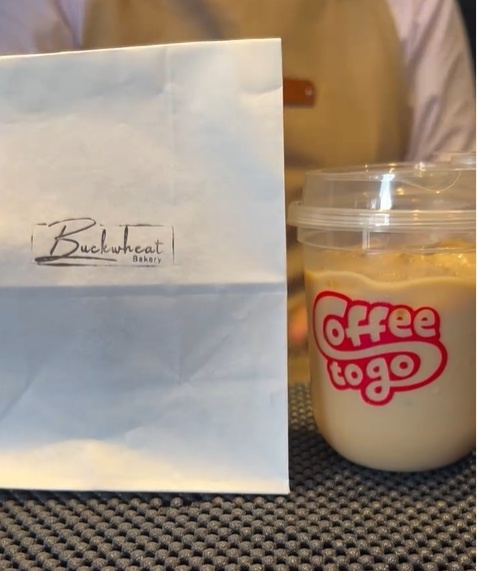 Buckwheat
Bakery
Coffee
to go